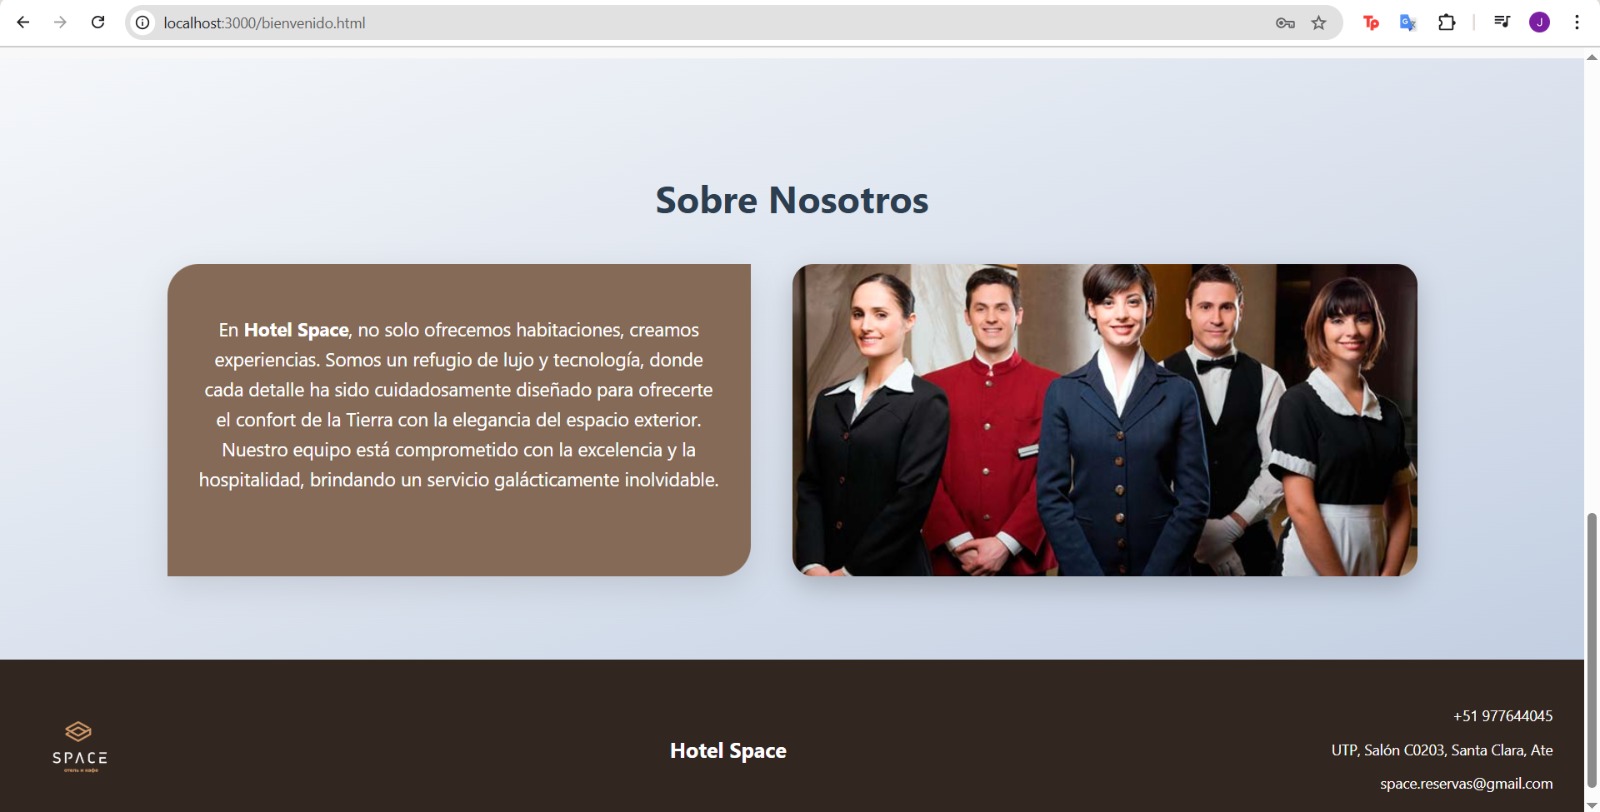 localhost:3000/bienvenido.html
Tp
G
J
Sobre Nosotros
En Hotel Space, no solo ofrecemos habitaciones, creamos
experiencias. Somos un refugio de lujo y tecnología, donde
cada detalle ha sido cuidadosamente diseñado para ofrecerte
el confort de la Tierra con la elegancia del espacio exterior.
Nuestro equipo está comprometido con la excelencia y la
hospitalidad, brindando un servicio galácticamente inolvidable.
SPACE
отель и кафе
Hotel Space
+51 977644045
UTP, Salón C0203, Santa Clara, Ate
space.reservas@gmail.com